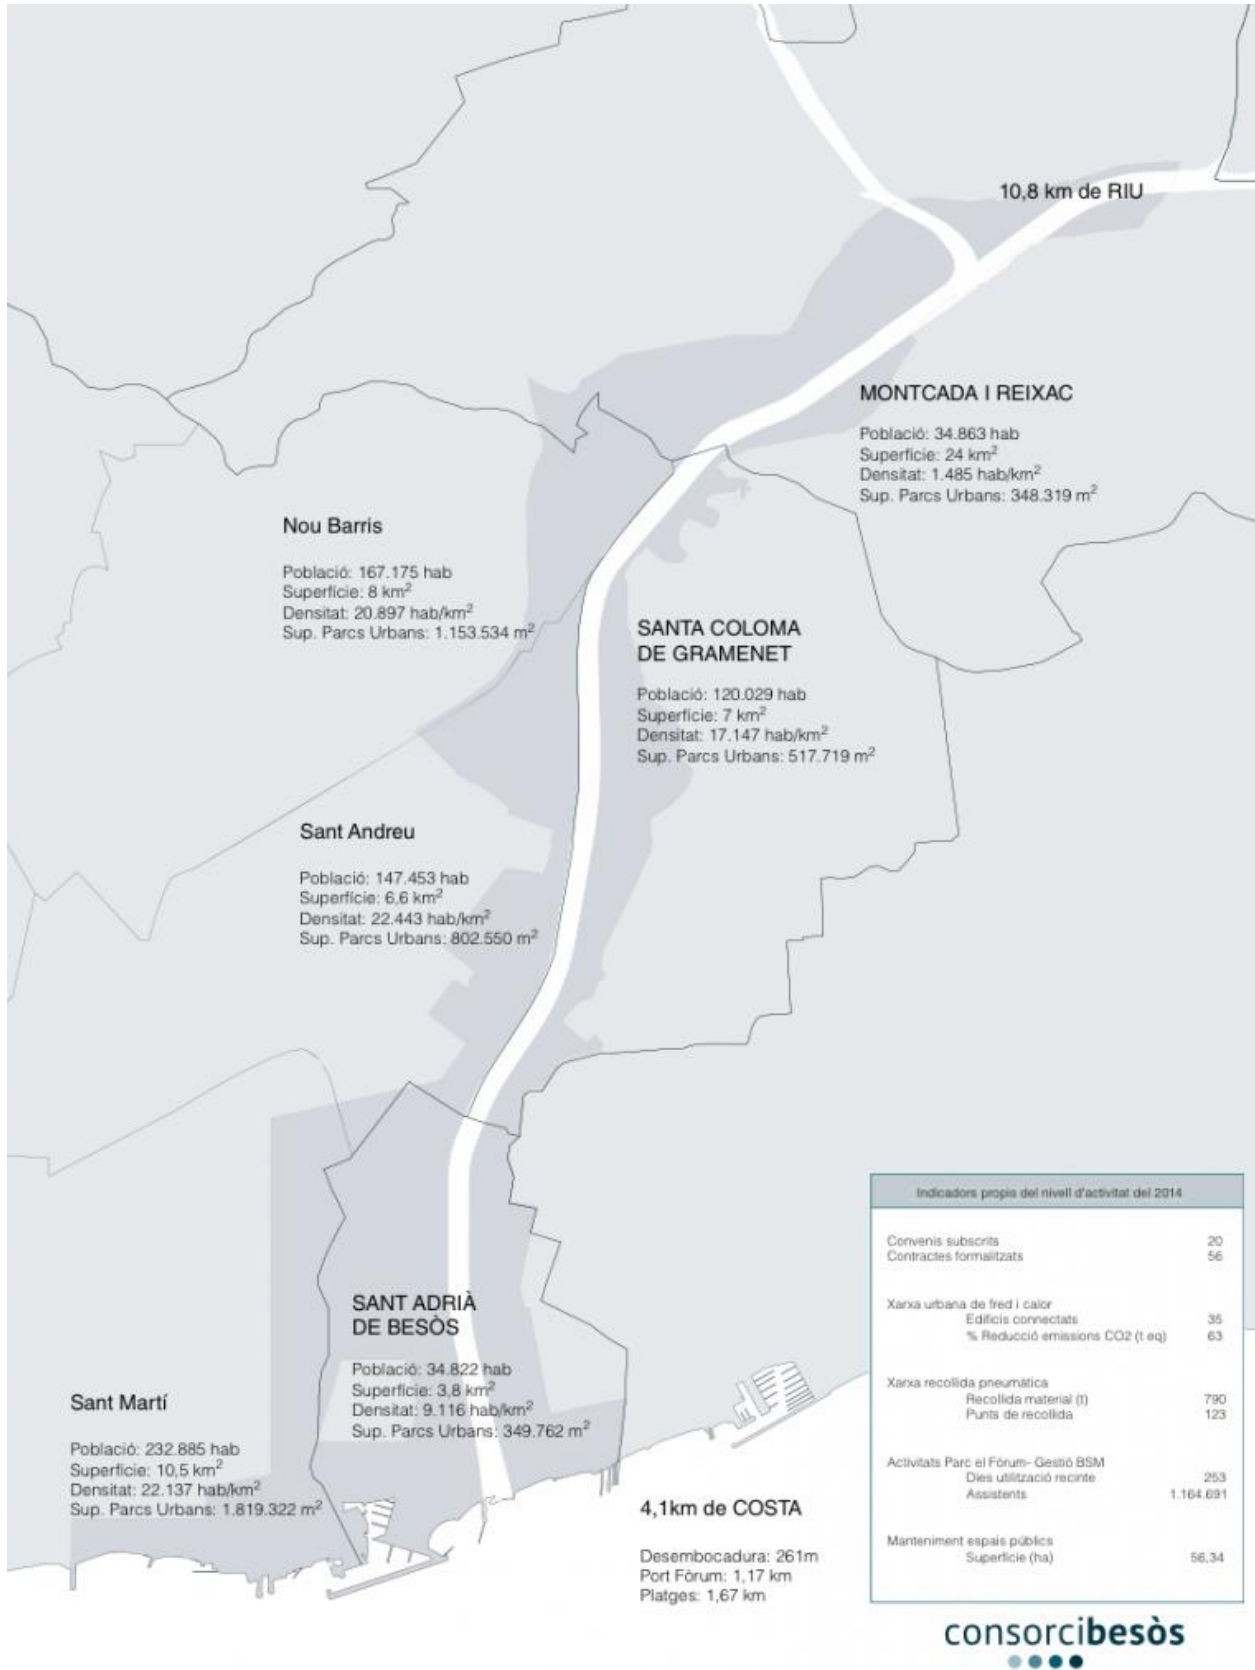 10,8 km de RIU
MONTCADA I REIXAC
Població: 34.863 hab
Superfície: 24 km²
Densitat: 1.485 hab/km²
Sup. Parcs Urbans: 348.319 m²
Nou Barris
Població: 167.175 hab
Superfície: 8 km²
Densitat: 20.897 hab/km²
Sup. Parcs Urbans: 1.153.534 m²
SANTA COLOMA
DE GRAMENET
Població: 120.029 hab
Superfície: 7 km²
Densitat: 17.147 hab/km²
Sup. Parcs Urbans: 517.719 m²
Sant Andreu
Població: 147.453 hab
Superfície: 6,6 km²
Densitat: 22.443 hab/km²
Sup. Parcs Urbans: 802.550 m²
SANT ADRIÀ
DE BESÒS
Població: 34.822 hab
Superfície: 3,8 km²
Densitat: 9.116 hab/km²
Sup. Parcs Urbans: 349.762 m²
Sant Martí
Població: 232.885 hab
Superfície: 10,5 km²
Densitat: 22.137 hab/km²
Sup. Parcs Urbans: 1.819.322 m²
4,1km de COSTA
Desembocadura: 261m
Port Fòrum: 1,17 km
Platges: 1,67 km
Indicadors propis del nivell d'activitat del 2014
Convenis subscrits 20
Contractes formalitzats 56
Xarxa urbana de fred i calor
Edificis connectats 35
% Reducció emissions CO2 (t eq) 63
Xarxa recollida pneumàtica
Recollida material (t) 790
Punts de recollida 123
Activitats Parc el Fòrum- Gestió BSM
Dies utilització recinte 253
Assistents 1.164.691
Manteniment espais públics
Superfície (ha) 56,34
consorcibesòs